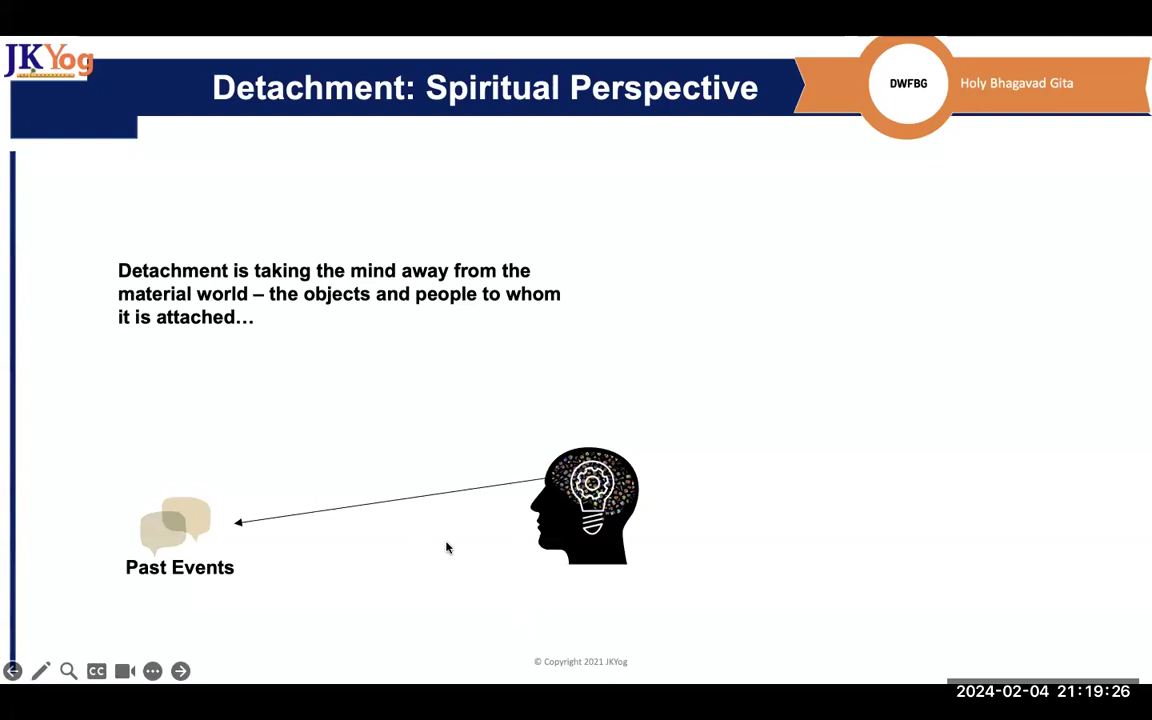 JKYog
Detachment: Spiritual Perspective
DWFBG
Holy Bhagavad Gita
Detachment is taking the mind away from the
material world – the objects and people to whom
it is attached…
Past Events
© Copyright 2021 JKYog
CC
2024-02-04 21:19:26